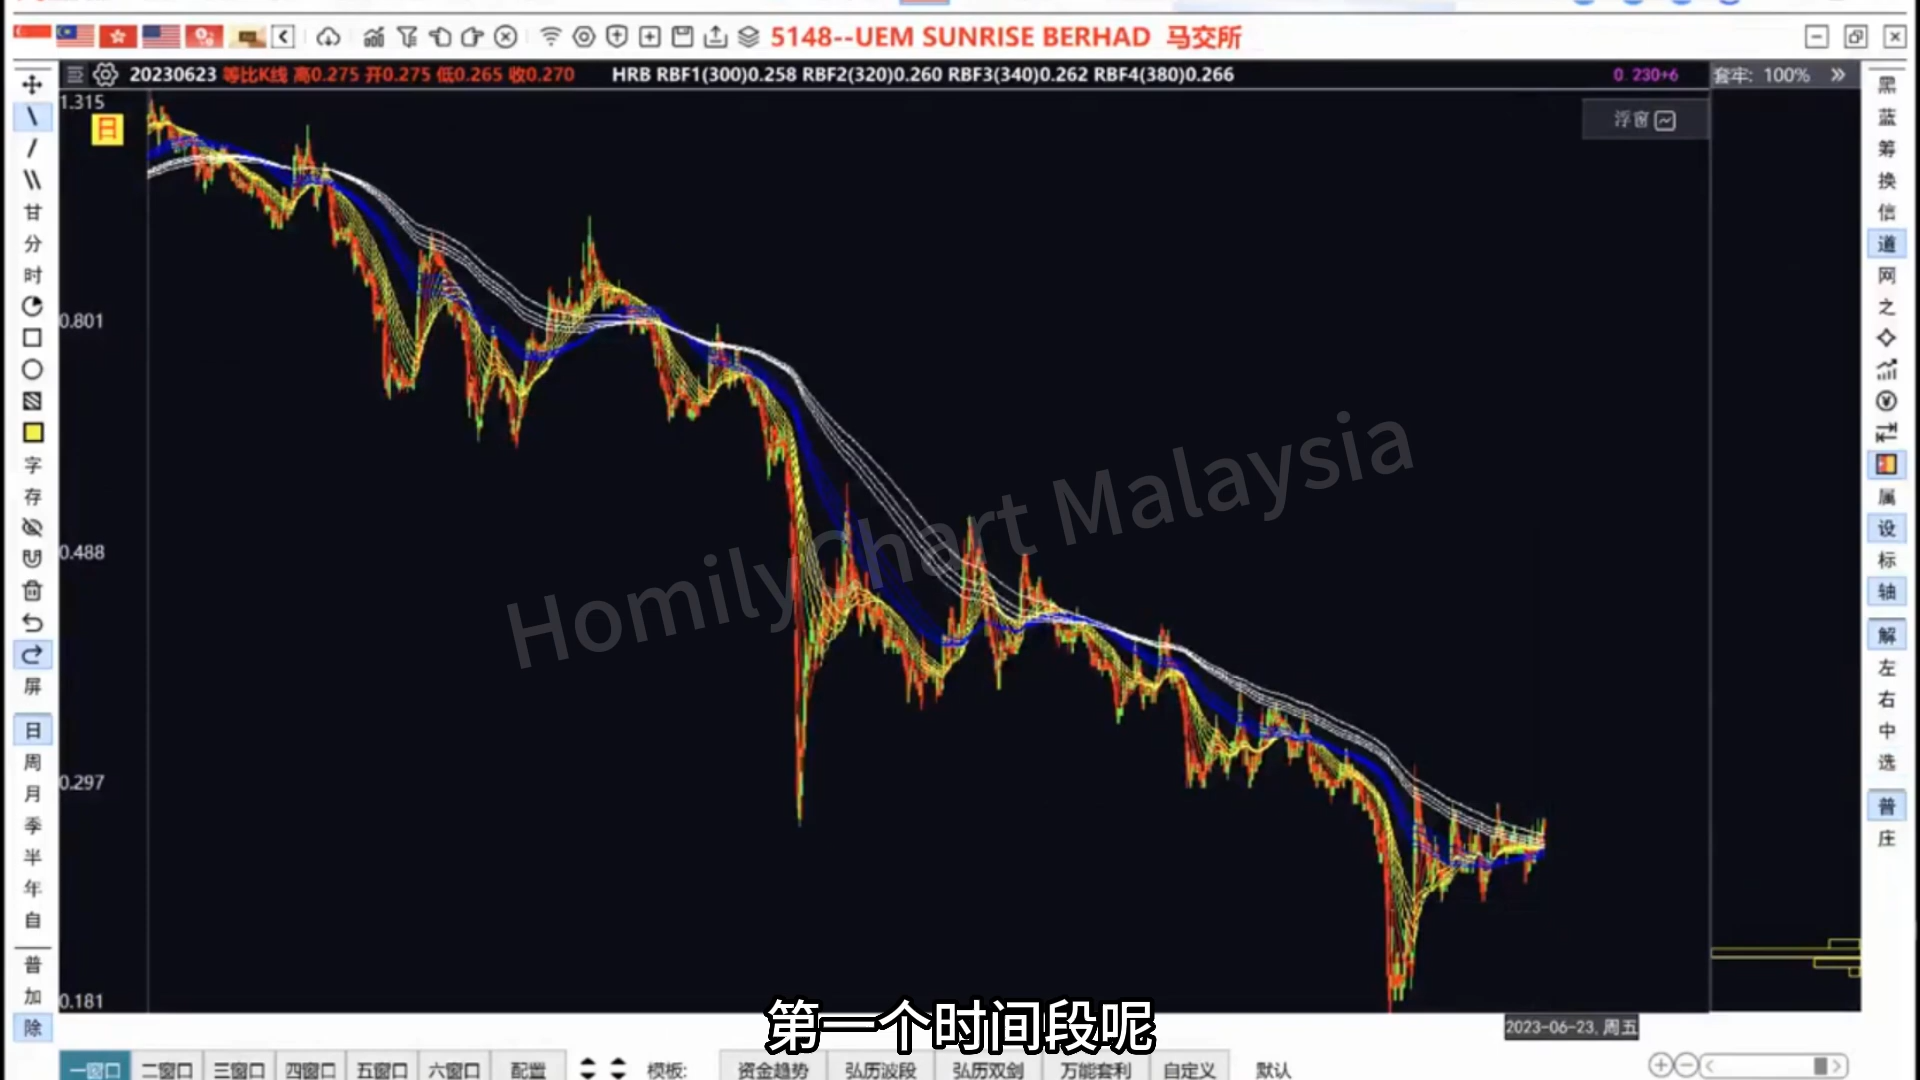 5148--UEM SUNRISE BERHAD 马交所
20230623 等比K线 高0.275 开0.275 低0.265 收0.270 HRB RBF1(300)0.258 RBF2(320)0.260 RBF3(340)0.262 RBF4(380)0.266
0.230+6
套牢: 100% »
浮窗
日
1.315
0.801
0.488
0.297
0.181
HomilyChart Malaysia
甘
分
时
字
存
屏
日
周
月
季
半
年
自
普
加
除
黑
蓝
筹
换
信
道
网
之
属
设
标
轴
解
左
右
中
选
普
庄
第一个时间段呢
2023-06-23,周五
一窗口 二窗口 三窗口 四窗口 五窗口 六窗口 配置 模板: 资金趋势 弘历波段 弘历双剑 万能套利 自定义 默认